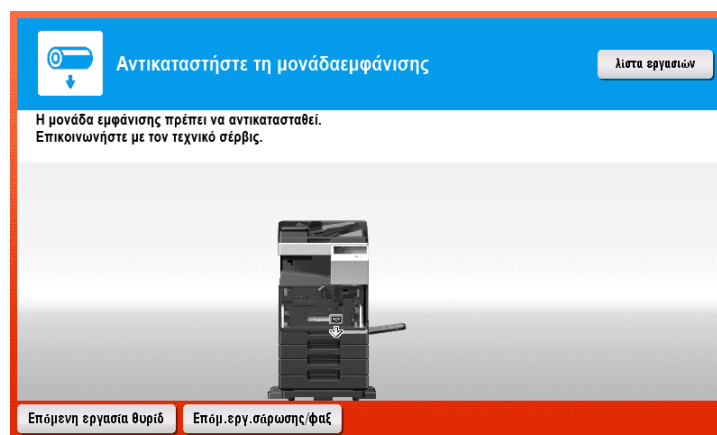 Αντικαταστήστε τη μονάδαεμφάνισης
λίστα εργασιών
Η μονάδα εμφάνισης πρέπει να αντικατασταθεί.
Επικοινωνήστε με τον τεχνικό σέρβις.
Επόμενη εργασία θυρίδ
Επόμ.εργ.σάρωσης/φαξ